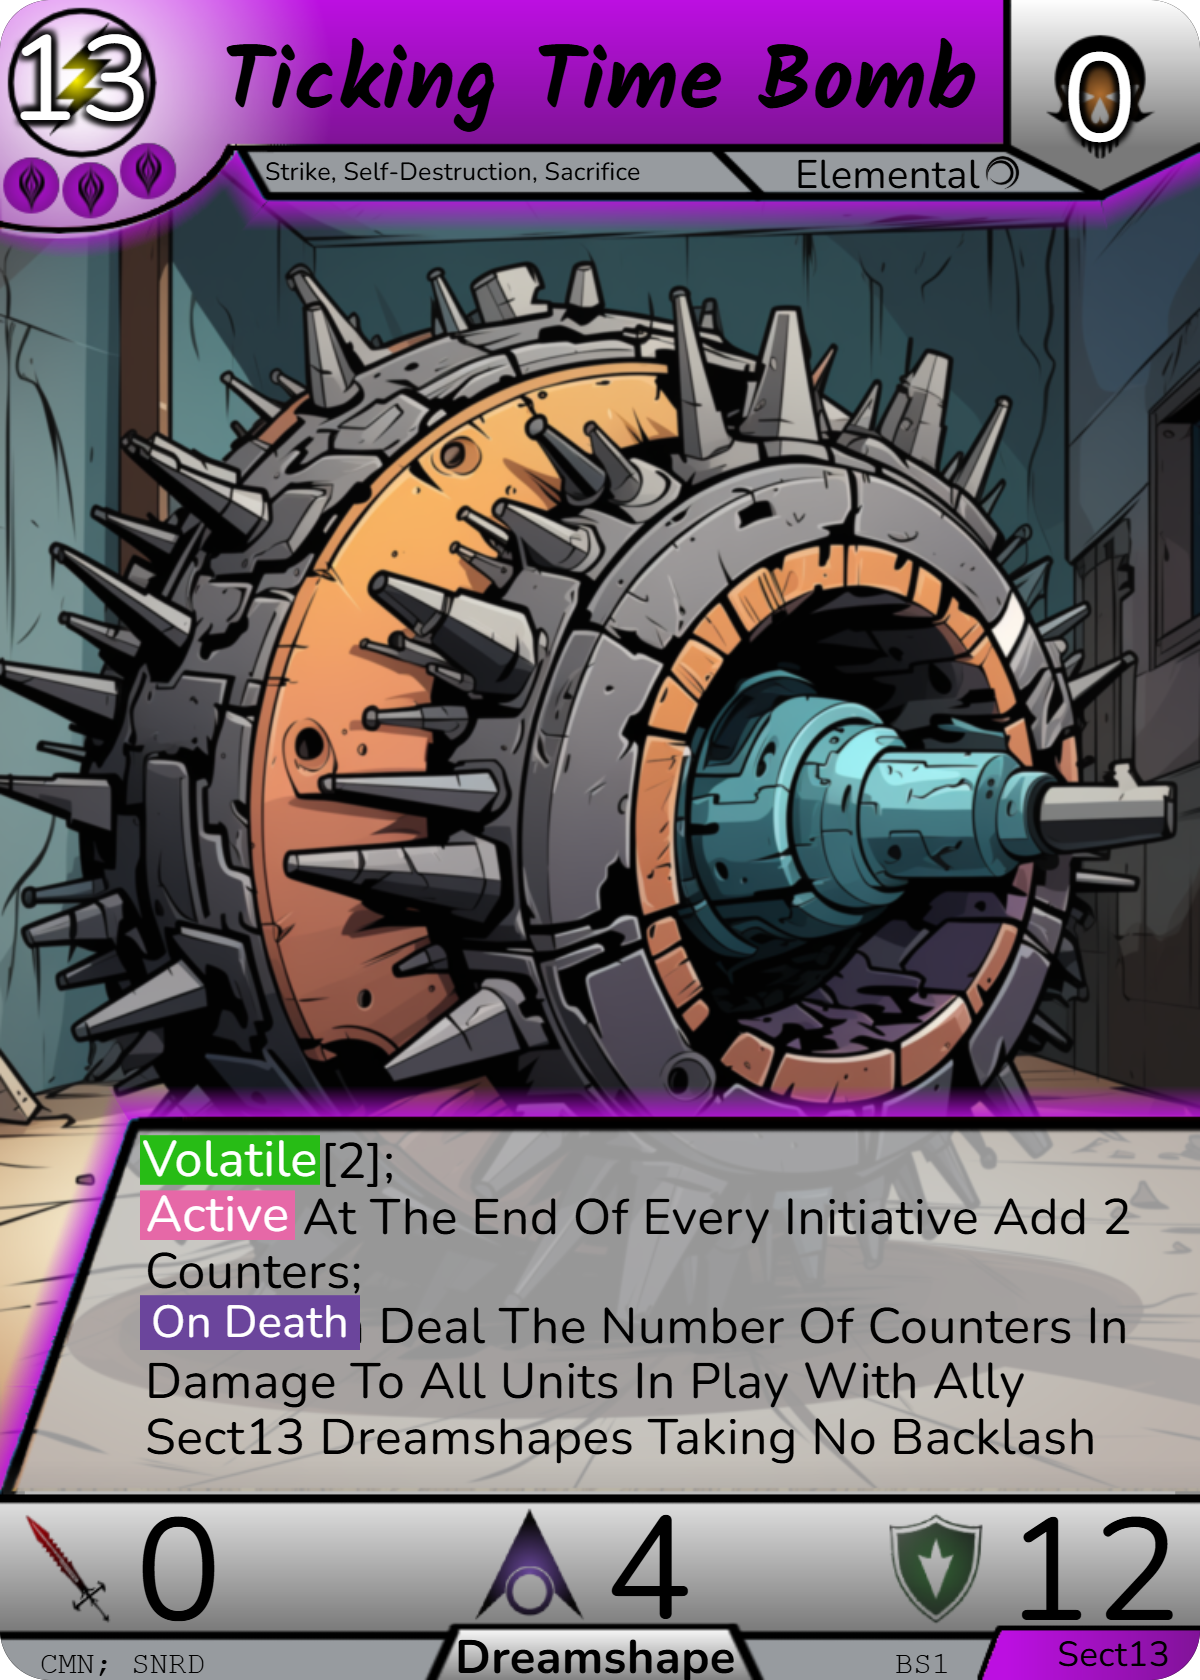 13
Ticking Time Bomb
0
Strike, Self-Destruction, Sacrifice
Elemental
Volatile[2];
Active At The End Of Every Initiative Add 2
Counters;
On Death Deal The Number Of Counters In
Damage To All Units In Play With Ally
Sect13 Dreamshapes Taking No Backlash
0
4
12
CMN; SNRD
Dreamshape
BS1
Sect13